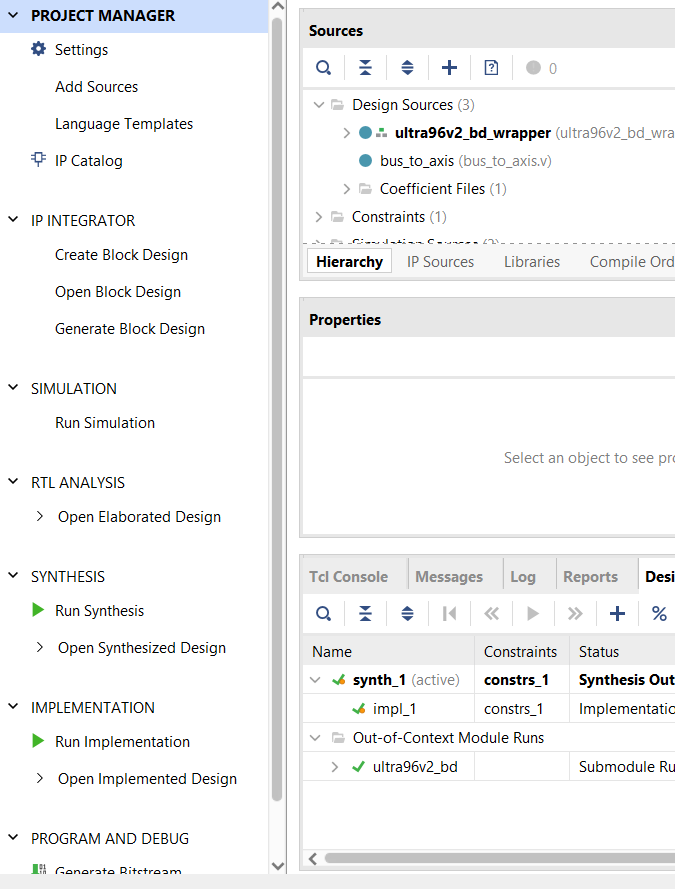 PROJECT MANAGER
Settings
Add Sources
Language Templates
IP Catalog
IP INTEGRATOR
Create Block Design
Open Block Design
Generate Block Design
SIMULATION
Run Simulation
RTL ANALYSIS
Open Elaborated Design
SYNTHESIS
Run Synthesis
Open Synthesized Design
IMPLEMENTATION
Run Implementation
Open Implemented Design
PROGRAM AND DEBUG
Generate Bitstream
Sources
0
Design Sources (3)
ultra96v2_bd_wrapper (ultra96v2_bd_wra
bus_to_axis (bus_to_axis.v)
Coefficient Files (1)
Constraints (1)
Simulation Sources
Hierarchy IP Sources Libraries Compile Ord
Properties
Select an object to see pro
Tcl Console Messages Log Reports Desi
Name Constraints Status
synth_1 (active) constrs_1 Synthesis Out
impl_1 constrs_1 Implementatio
Out-of-Context Module Runs
ultra96v2_bd Submodule Ru